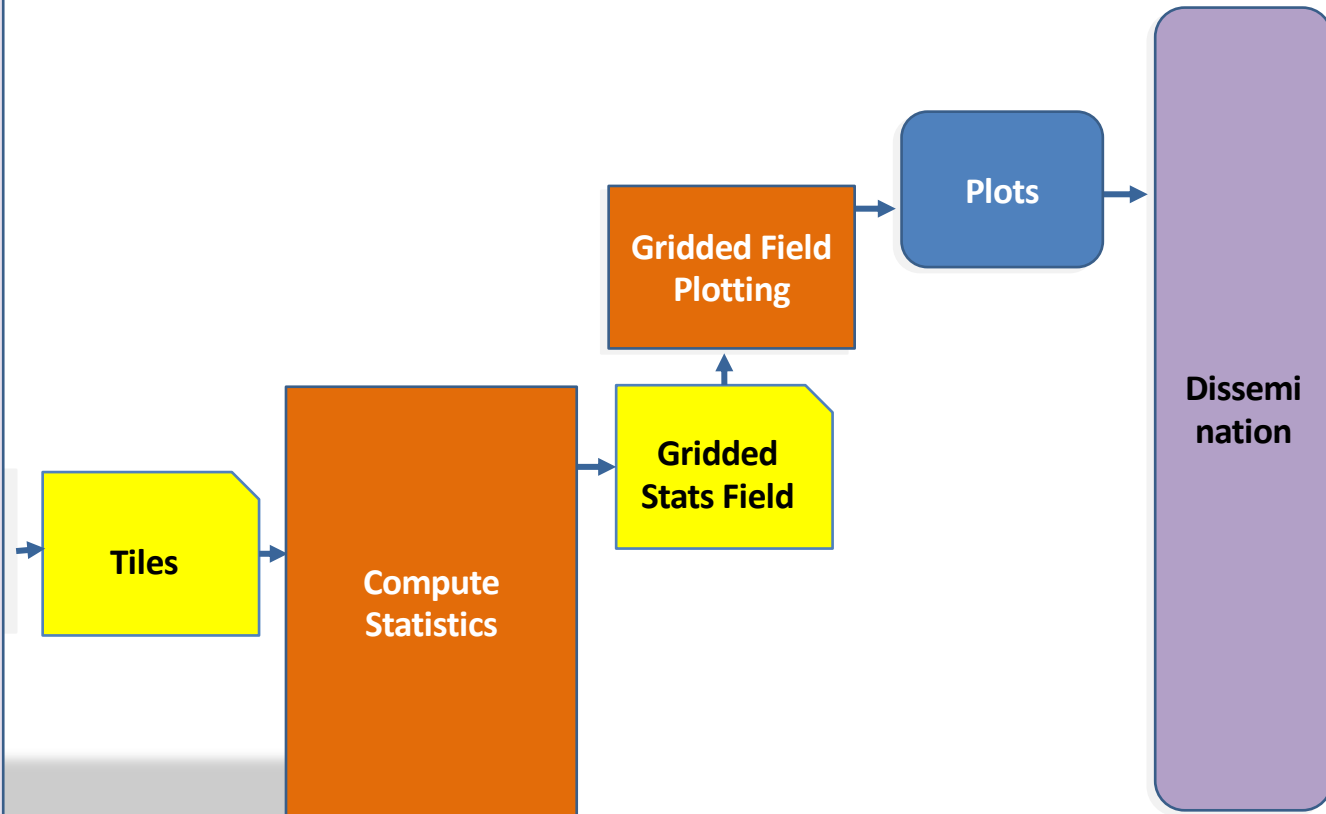 Tiles
Compute
Statistics
Gridded
Stats Field
Gridded Field
Plotting
Plots
Dissemi
nation